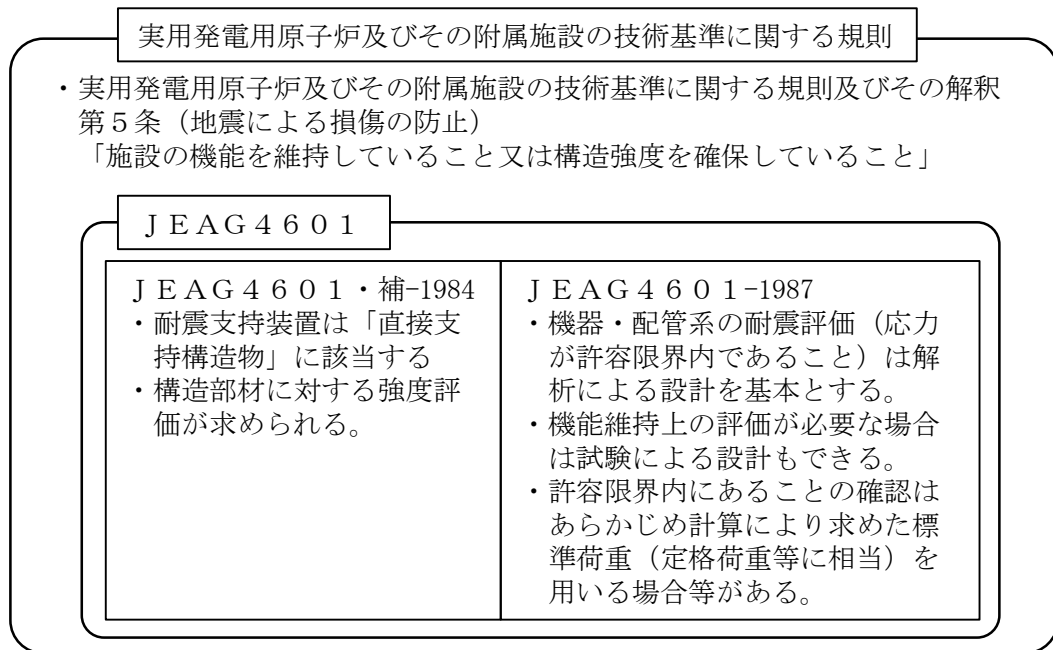 実用発電用原子炉及びその附属施設の技術基準に関する規則
・実用発電用原子炉及びその附属施設の技術基準に関する規則及びその解釈
第５条（地震による損傷の防止）
「施設の機能を維持していること又は構造強度を確保していること」
ＪＥＡＧ４６０１
ＪＥＡＧ４６０１・補-1984
・耐震支持装置は「直接支
持構造物」に該当する
・構造部材に対する強度評
価が求められる。
ＪＥＡＧ４６０１-1987
・機器・配管系の耐震評価（応力
が許容限界内であること）は解
析による設計を基本とする。
・機能維持上の評価が必要な場合
は試験による設計もできる。
・許容限界内にあることの確認は
あらかじめ計算により求めた標
準荷重（定格荷重等に相当）を
用いる場合等がある。